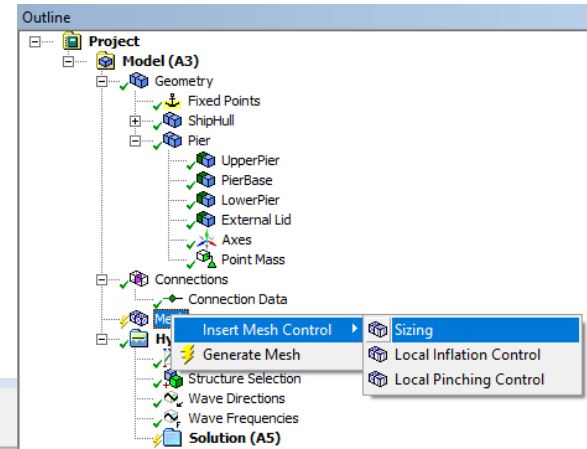 Outline
Project
Model (A3)
Geometry
Fixed Points
ShipHull
Pier
UpperPier
PierBase
LowerPier
External Lid
Axes
Point Mass
Connections
Connection Data
Me
Insert Mesh Control
Sizing
Hy
Generate Mesh
Local Inflation Control
Local Pinching Control
Structure Selection
Wave Directions
Wave Frequencies
Solution (A5)